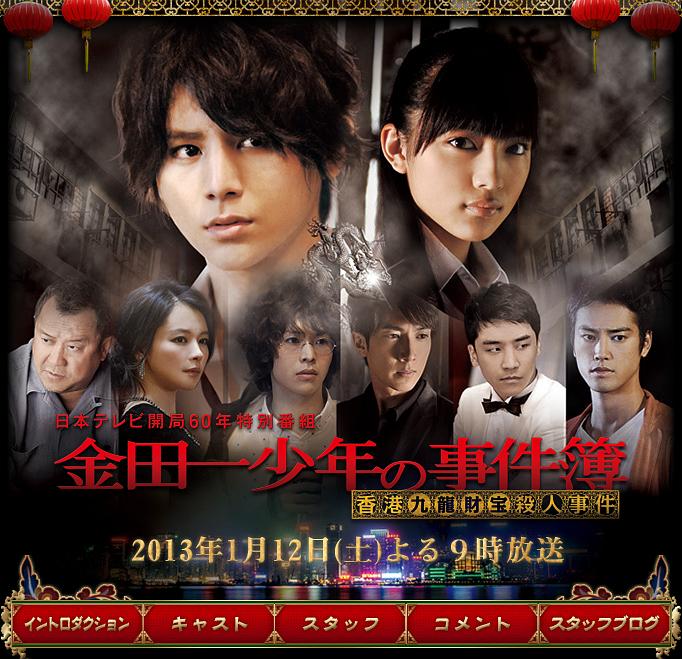 日本テレビ開局60年特別番組
金田一少年の事件簿
香港九龍財宝殺人事件
2013年1月12日(土)よる9時放送
イントロダクション
キャスト
スタッフ
コメント
スタッフブログ